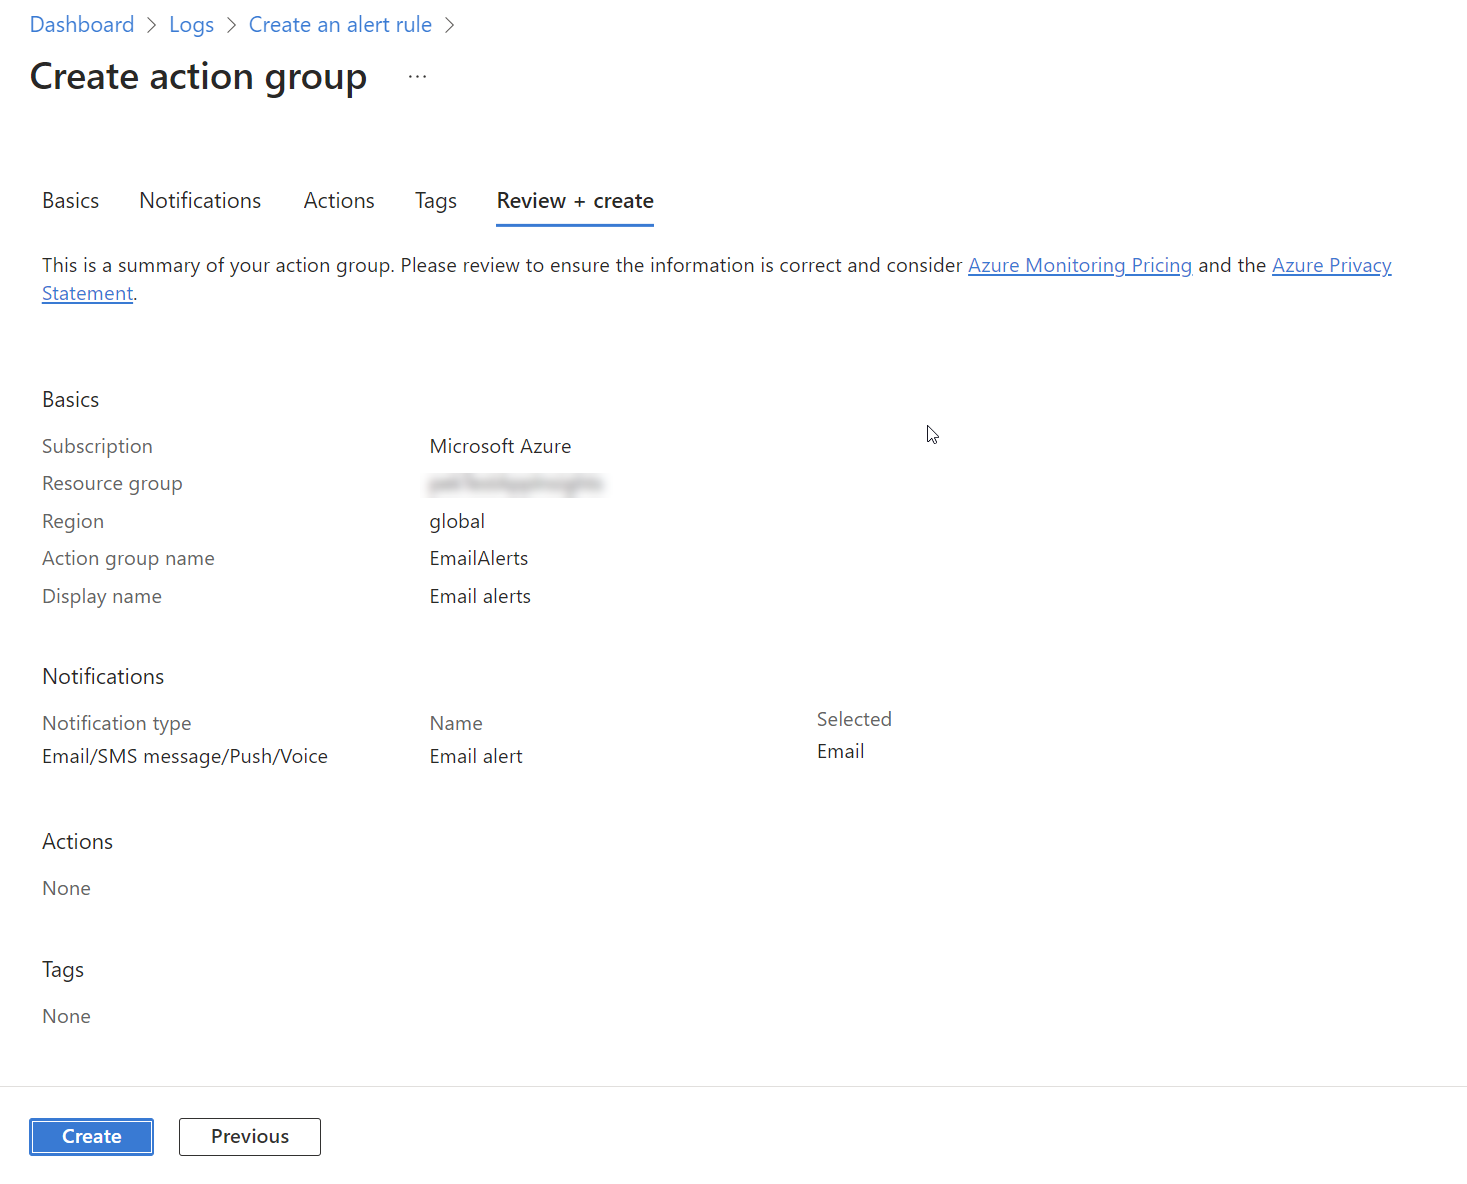 Dashboard > Logs > Create an alert rule >
Create action group ...
Basics Notifications Actions Tags Review + create
This is a summary of your action group. Please review to ensure the information is correct and consider Azure Monitoring Pricing and the Azure Privacy
Statement.
Basics
Subscription Microsoft Azure
Resource group
Region global
Action group name EmailAlerts
Display name Email alerts
Notifications
Notification type Name Selected
Email/SMS message/Push/Voice Email alert Email
Actions
None
Tags
None
Create Previous